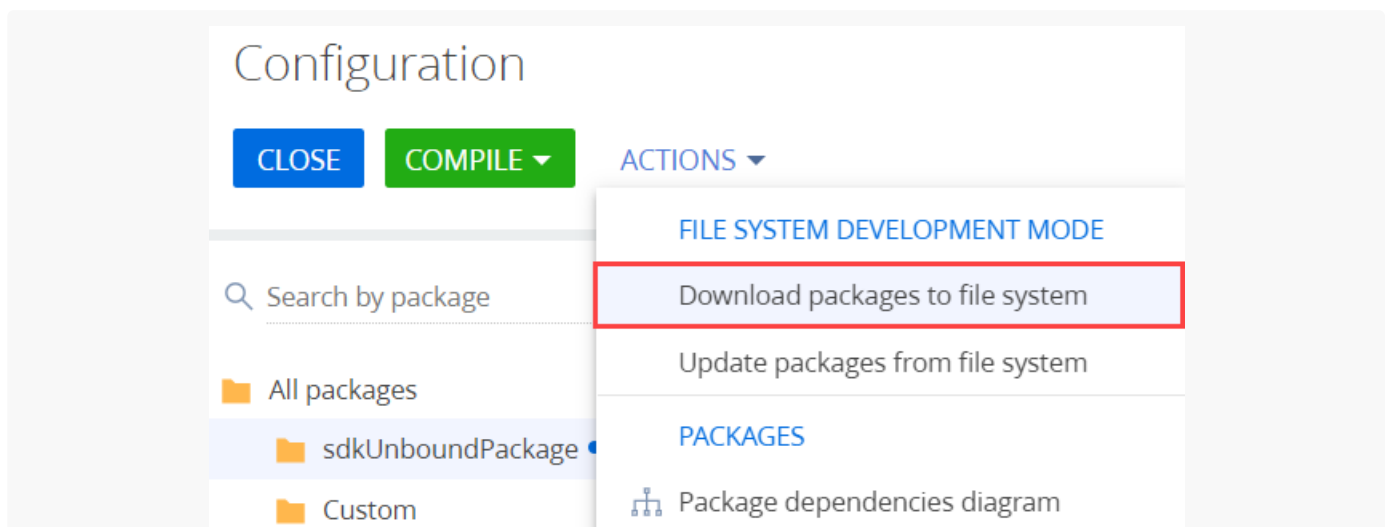 Configuration
CLOSE
COMPILE
ACTIONS
FILE SYSTEM DEVELOPMENT MODE
Search by package
Download packages to file system
Update packages from file system
All packages
sdkUnboundPackage
PACKAGES
Custom
Package dependencies diagram